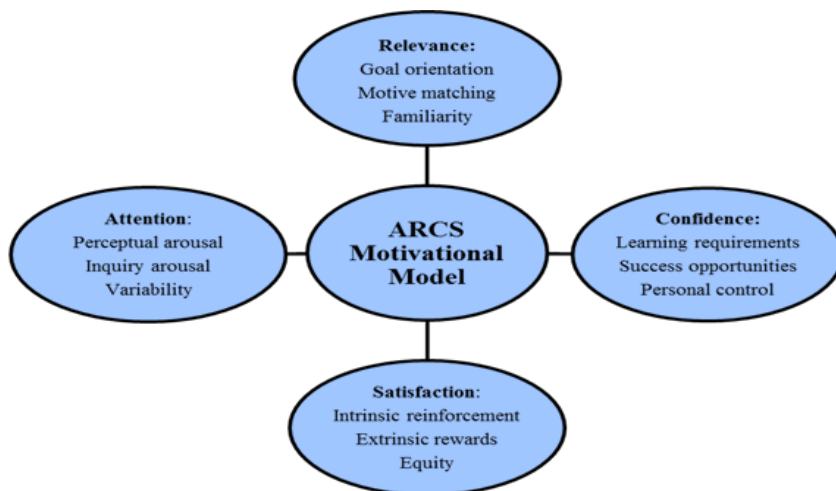 Relevance:
Goal orientation
Motive matching
Familiarity
Attention:
Perceptual arousal
Inquiry arousal
Variability
ARCS
Motivational
Model
Confidence:
Learning requirements
Success opportunities
Personal control
Satisfaction:
Intrinsic reinforcement
Extrinsic rewards
Equity